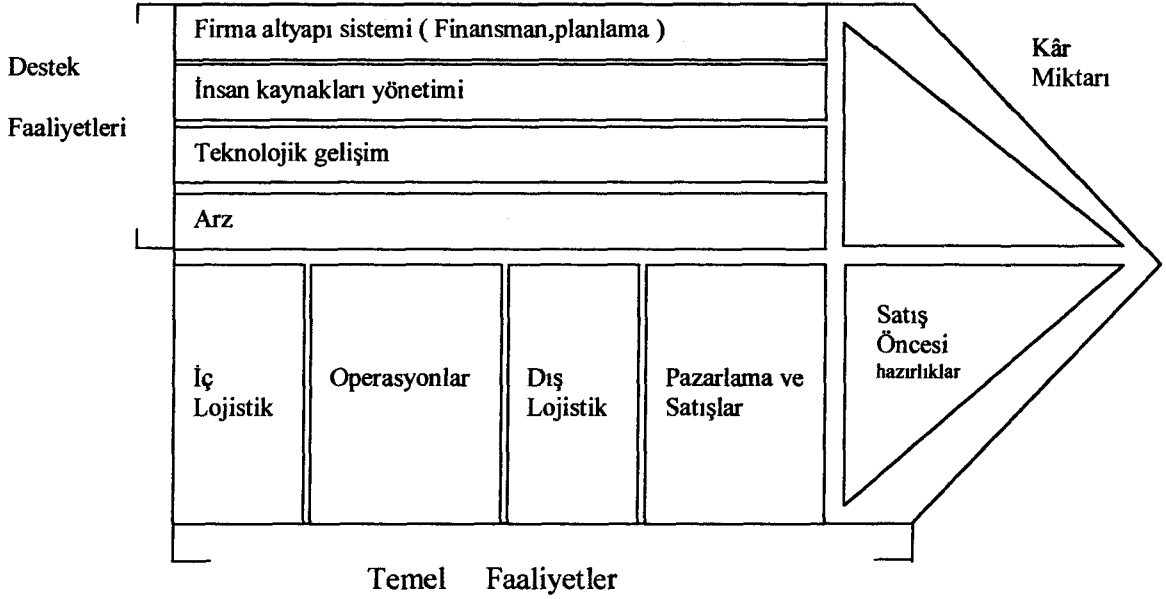 Destek
Faaliyetleri
Firma altyapı sistemi ( Finansman,planlama )
İnsan kaynakları yönetimi
Teknolojik gelişim
Arz
Kâr
Miktarı
İç
Lojistik
Operasyonlar
Dış
Lojistik
Pazarlama ve
Satışlar
Satış
Öncesi
hazırlıklar
Temel Faaliyetler